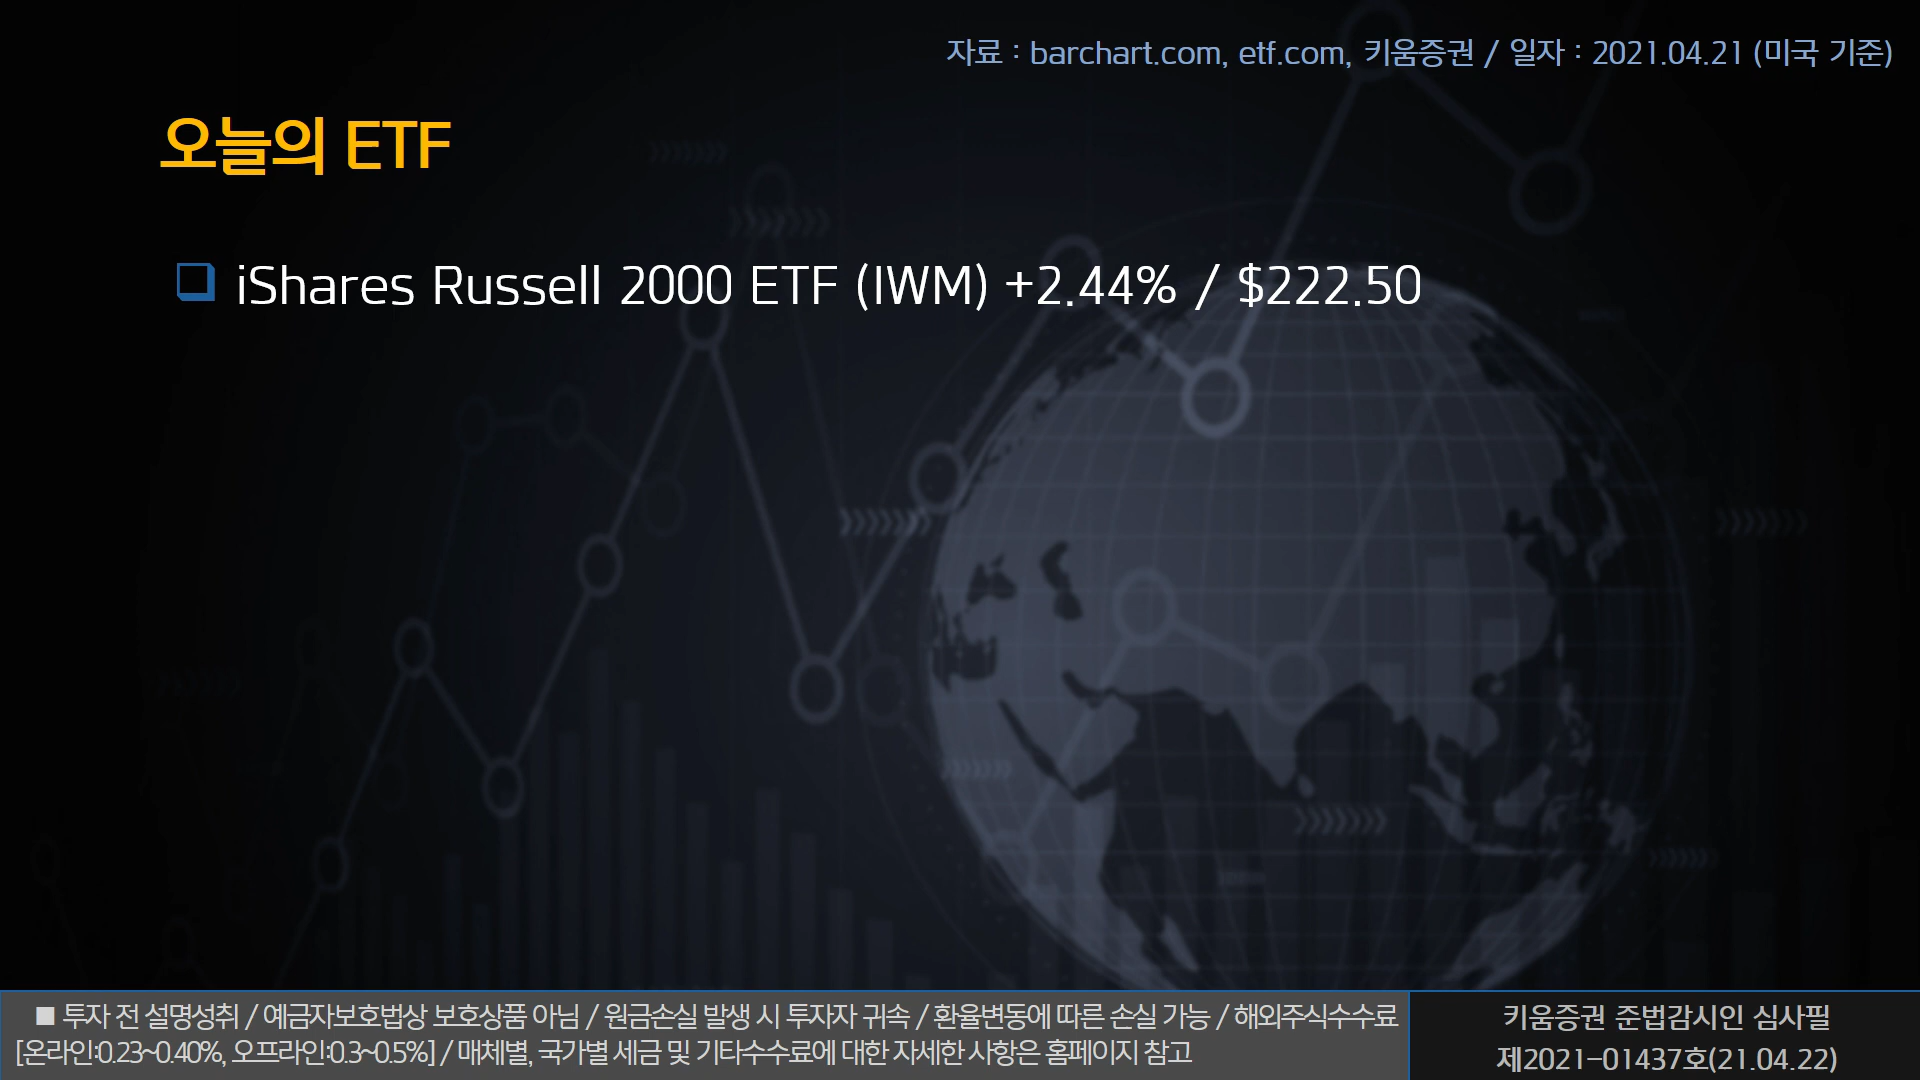 자료 : barchart.com, etf.com, 키움증권 / 일자 : 2021.04.21 (미국 기준)
오늘의 ETF
❑ iShares Russell 2000 ETF (IWM) +2.44% / $222.50
■ 투자 전 설명성취 / 예금자보호법상 보호상품 아님 / 원금손실 발생 시 투자자 귀속 / 환율변동에 따른 손실 가능 / 해외주식수수료
[온라인:0.23~0.40%, 오프라인:0.3~0.5%] / 매체별, 국가별 세금 및 기타수수료에 대한 자세한 사항은 홈페이지 참고
키움증권 준법감시인 심사필
제2021-01437호(21.04.22)